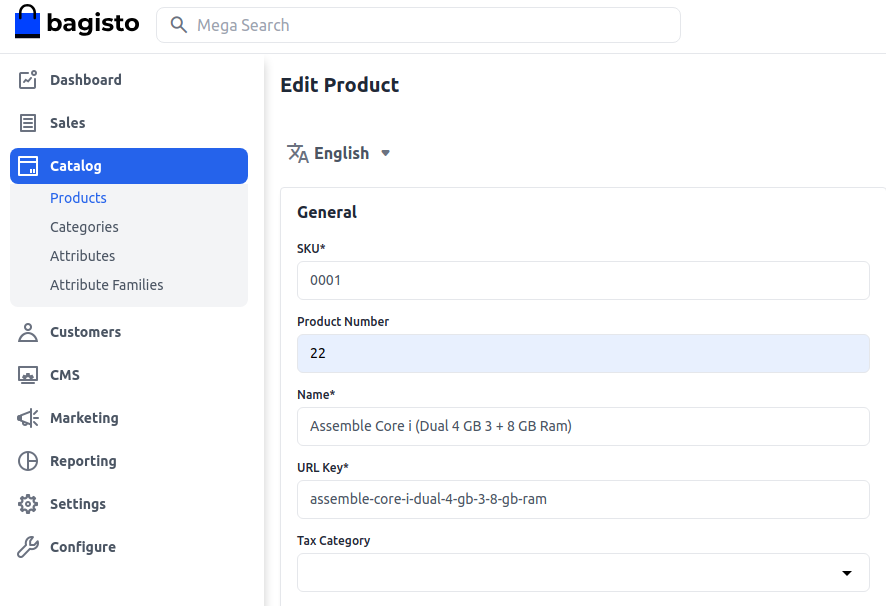 bagisto
Mega Search
Dashboard
Sales
Catalog
Products
Categories
Attributes
Attribute Families
Customers
CMS
Marketing
Reporting
Settings
Configure
Edit Product
English
General
SKU*
0001
Product Number
22
Name*
Assemble Core i (Dual 4 GB 3 + 8 GB Ram)
URL Key*
assemble-core-i-dual-4-gb-3-8-gb-ram
Tax Category